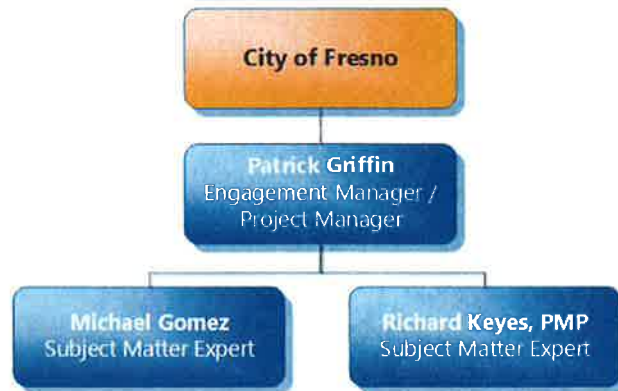 City of Fresno
Patrick Griffin
Engagement Manager /
Project Manager
Michael Gomez
Subject Matter Expert
Richard Keyes, PMP
Subject Matter Expert